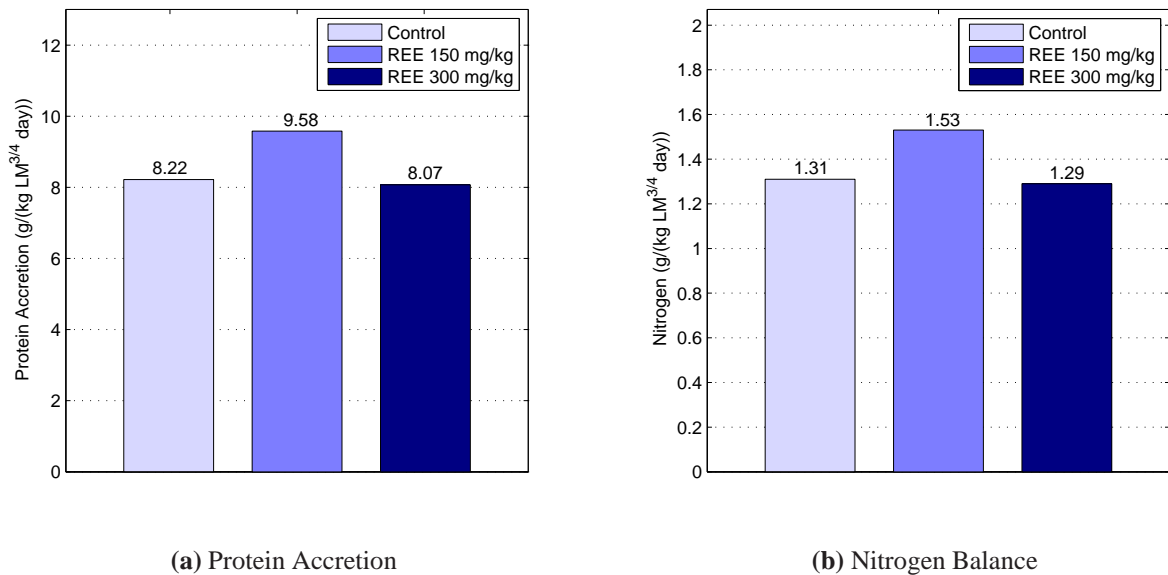 12
10
8
6
4
2
0
Protein Accretion (g/(kg LM^3/4 day))
Control
REE 150 mg/kg
REE 300 mg/kg
8.22
9.58
8.07
(a) Protein Accretion
2
1.8
1.6
1.4
1.2
1
0.8
0.6
0.4
0.2
0
Nitrogen (g/(kg LM^3/4 day))
Control
REE 150 mg/kg
REE 300 mg/kg
1.31
1.53
1.29
(b) Nitrogen Balance